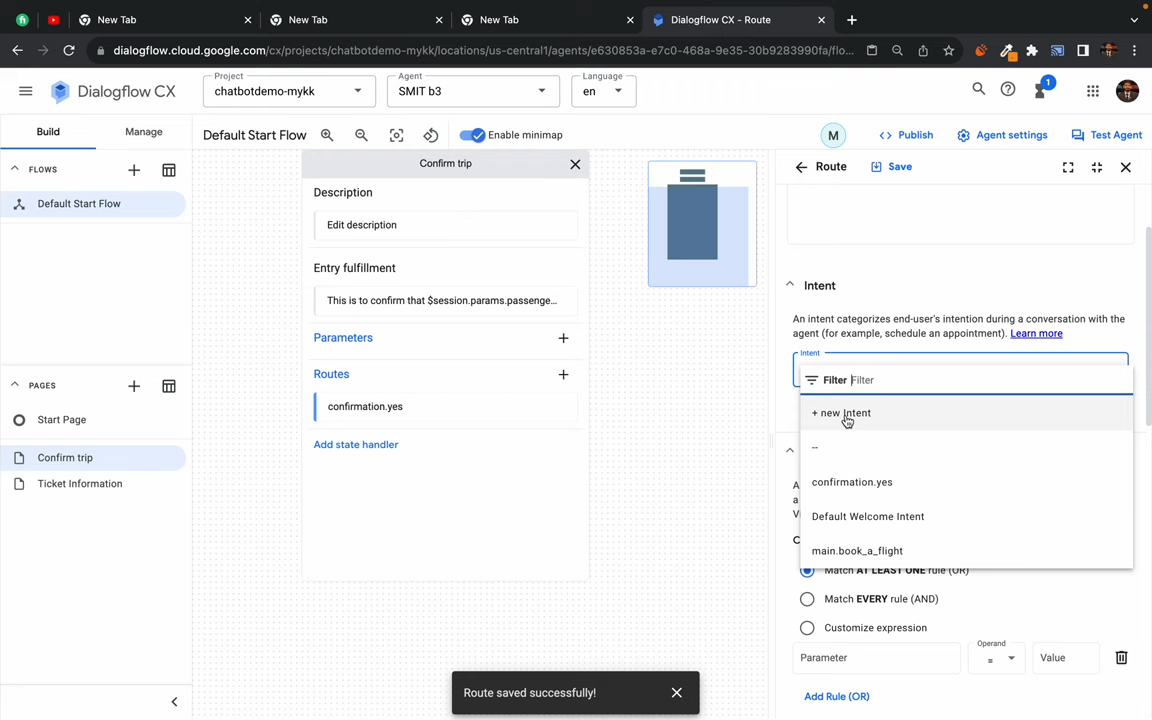 New Tab
New Tab
New Tab
Dialogflow CX - Route
dialogflow.cloud.google.com/cx/projects/chatbotdemo-mykk/locations/us-central1/agents/e630853a-e7c0-468a-9e35-30b9283990fa/flo...
Dialogflow CX
Project
chatbotdemo-mykk
Agent
SMIT b3
Language
en
1
Build
Manage
Default Start Flow
Enable minimap
M
Publish
Agent settings
Test Agent
FLOWS
Default Start Flow
PAGES
Start Page
Confirm trip
Ticket Information
Confirm trip
Description
Edit description
Entry fulfillment
This is to confirm that $session.params.passenge...
Parameters
Routes
confirmation.yes
Add state handler
Route
Save
Intent
An intent categorizes end-user's intention during a conversation with the
agent (for example, schedule an appointment). Learn more
Intent
Filter Filter
+ new Intent
--
confirmation.yes
Default Welcome Intent
main.book_a_flight
Match AT LEAST ONE rule (OR)
Match EVERY rule (AND)
Customize expression
Parameter
Operand
=
Value
Add Rule (OR)
Route saved successfully!